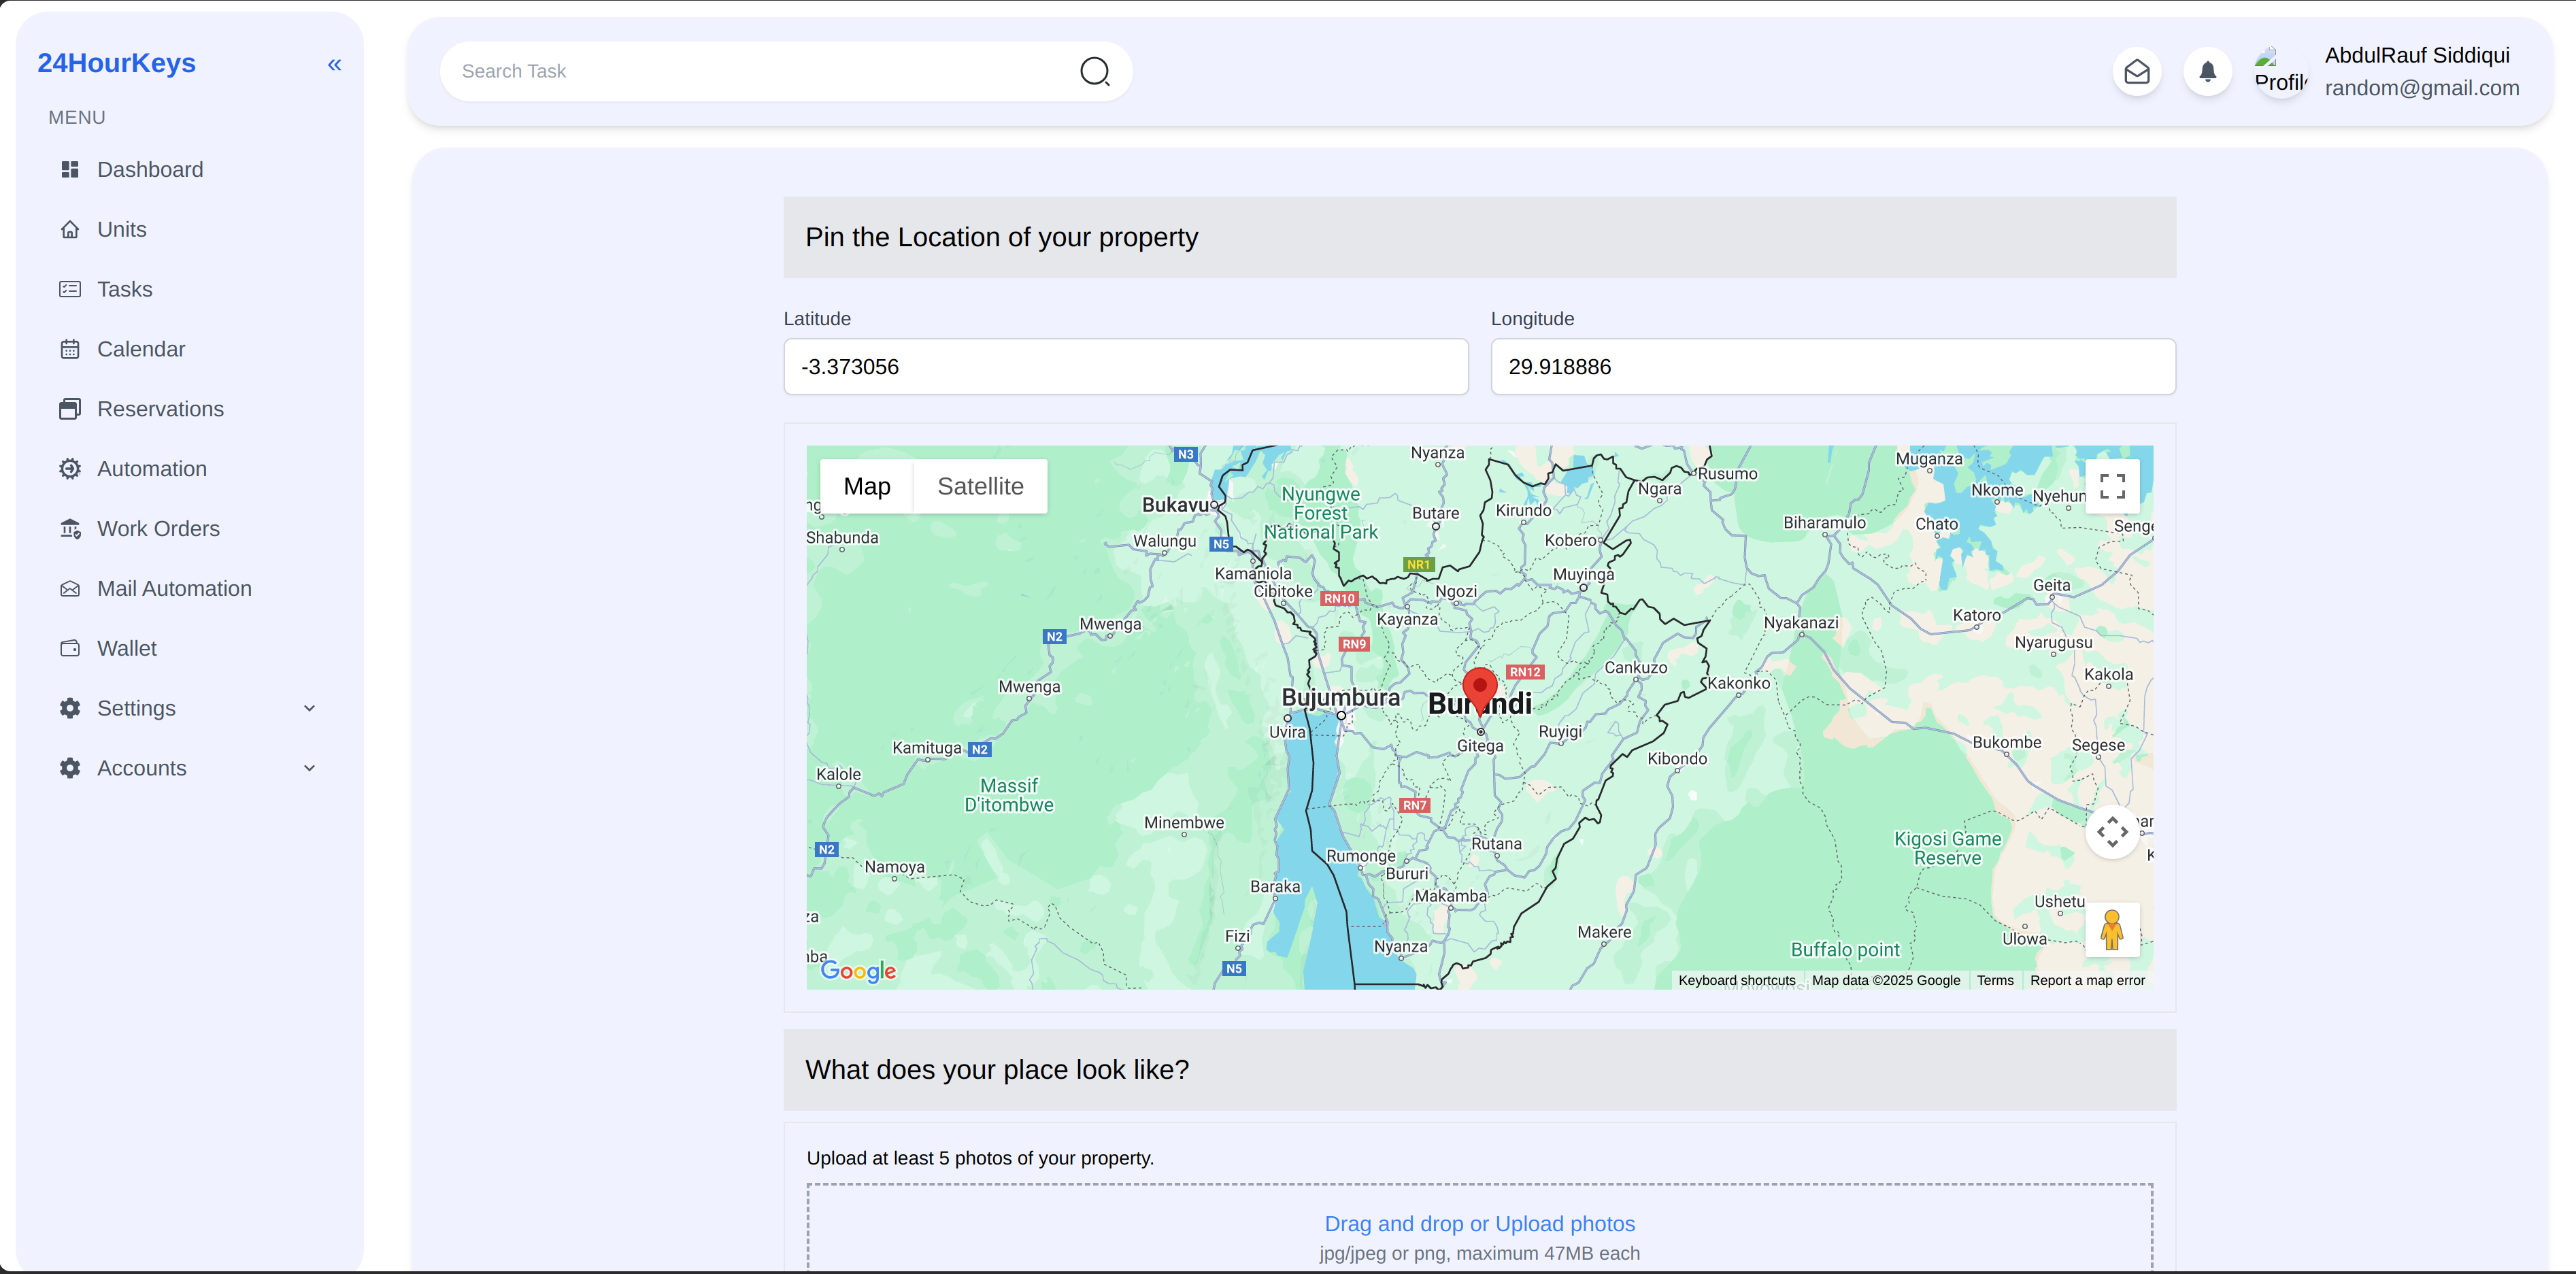 24HourKeys
«
MENU
Dashboard
Units
Tasks
Calendar
Reservations
Automation
Work Orders
Mail Automation
Wallet
Settings
Accounts
Search Task
AbdulRauf Siddiqui
random@gmail.com
Pin the Location of your property
Latitude
Longitude
-3.373056
29.918886
Map
Satellite
N3
Nyanza
Rusumo
Muganza
Bukavu
Nyungwe
Forest
National Park
Butare
Kirundo
Ngara
Nkome
Biharamulo
Chato
Shabunda
Walungu
N5
Kobero
Kamaniola
NR1
Muyinga
Cibitoke
RN10
Ngozi
Geita
Kayanza
Katoro
Mwenga
N2
Nyakanazi
RN9
Nyarugusu
RN12
Cankuzo
Kakola
Mwenga
Kakonko
Bujumbura
Burundi
Uvira
Ruyigi
Gitega
Bukombe
Segese
Kamituga
N2
Kibondo
Kalole
Massif
D'itombwe
RN7
Minembwe
Kigosi Game
Reserve
Rutana
N2
Rumonge
Namoya
Bururi
Baraka
Makamba
Ushetu
Fizi
Makere
Ulowa
Nyanza
Buffalo point
N5
Google
Keyboard shortcuts
Map data ©2025 Google
Terms
Report a map error
What does your place look like?
Upload at least 5 photos of your property.
Drag and drop or Upload photos
jpg/jpeg or png, maximum 47MB each